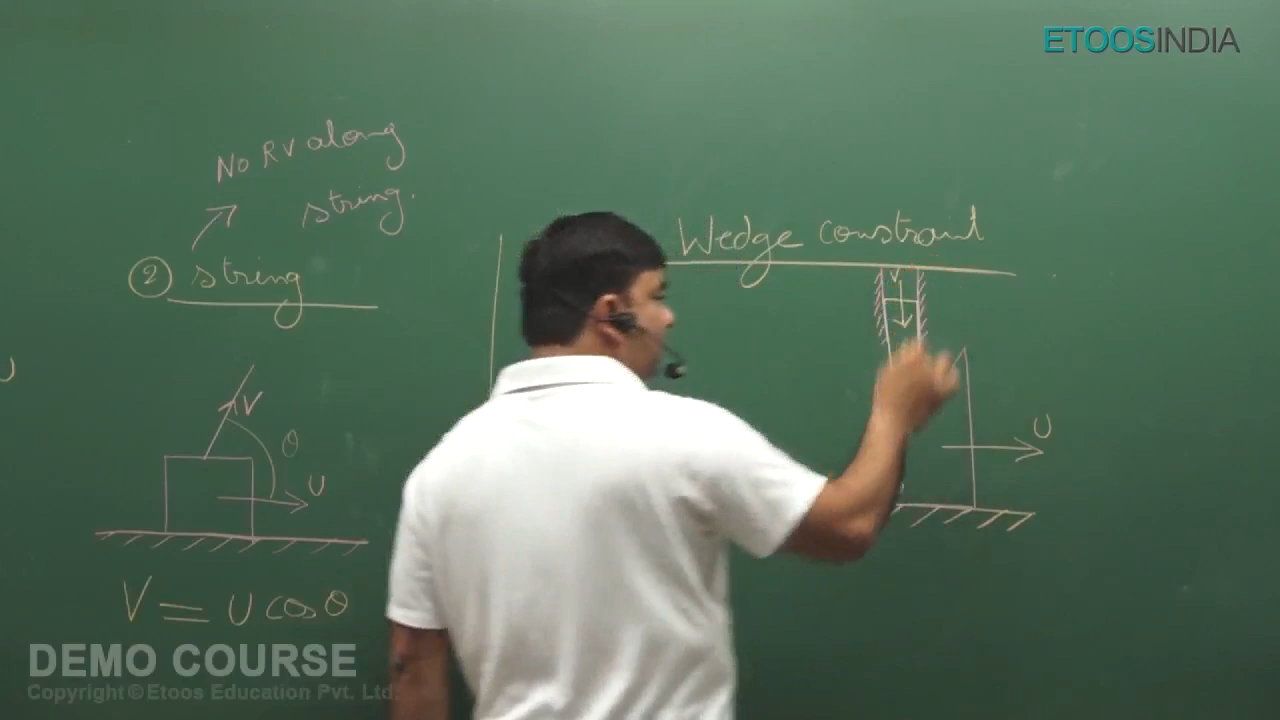 ETOOSINDIA
No RV along
string.
② string
V
θ
U
V = U cos θ
Wedge constraint
V
U
DEMO COURSE
Copyright © Etoos Education Pvt. Ltd.